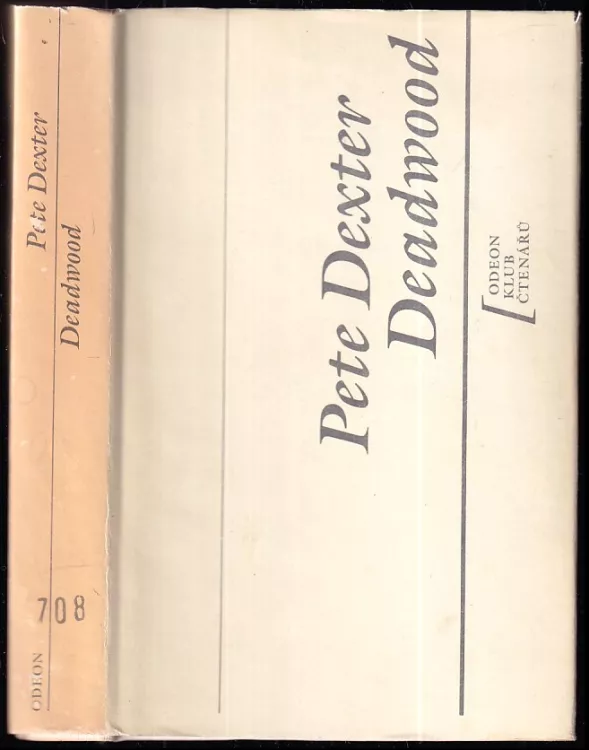 Pete Dexter
Deadwood
708
ODEON
Pete Dexter
Deadwood
ODEON
KLUB
ČTENÁŘŮ